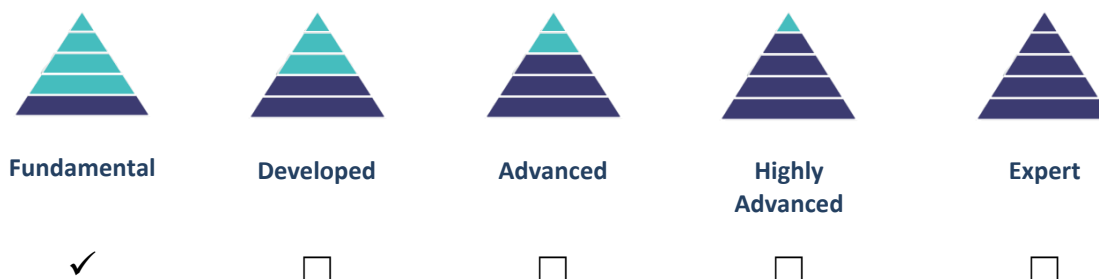 Fundamental
Developed
Advanced
Highly
Advanced
Expert
✓ ☐ ☐ ☐ ☐